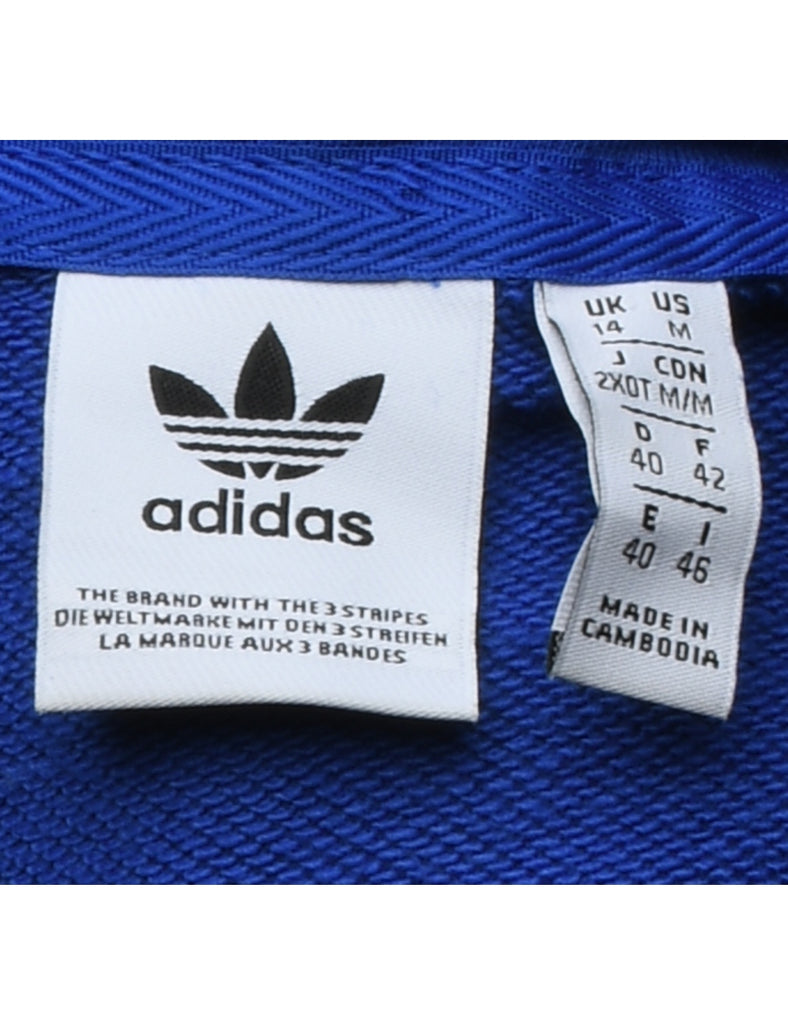 adidas
THE BRAND WITH THE 3 STRIPES
DIE WELTMARKE MIT DEN 3 STREIFEN
LA MARQUE AUX 3 BANDES
UK US
14 M
J CDN
2XOT M/M
D F
40 42
E I
40 46
MADE IN
CAMBODIA